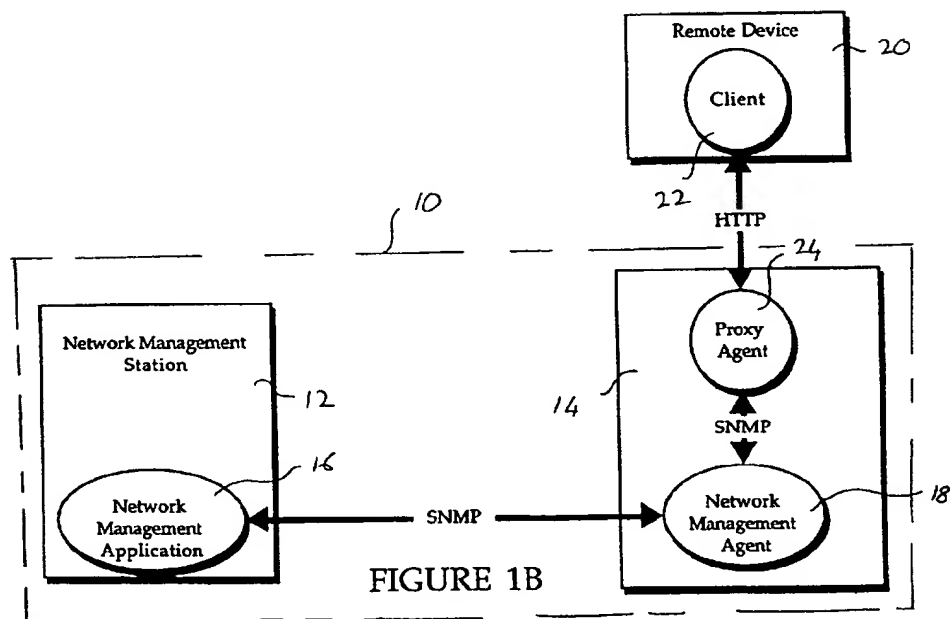 Remote Device
20
Client
22
10
HTTP
24
Network Management
Station
Proxy
Agent
12
14
SNMP
16
18
Network
Management
Application
SNMP
Network
Management
Agent
FIGURE 1B